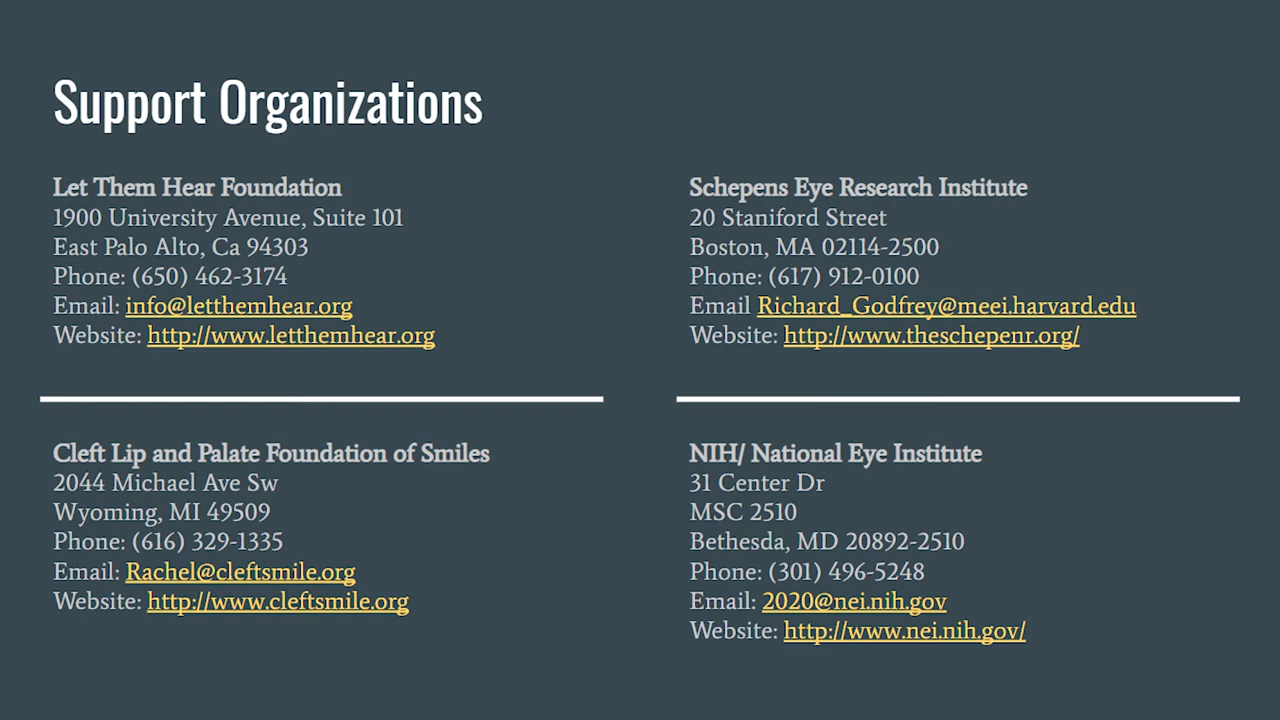 Support Organizations
Let Them Hear Foundation
1900 University Avenue, Suite 101
East Palo Alto, Ca 94303
Phone: (650) 462-3174
Email: info@letthemhear.org
Website: http://www.letthemhear.org
Cleft Lip and Palate Foundation of Smiles
2044 Michael Ave Sw
Wyoming, MI 49509
Phone: (616) 329-1335
Email: Rachel@cleftsmile.org
Website: http://www.cleftsmile.org
Schepens Eye Research Institute
20 Staniford Street
Boston, MA 02114-2500
Phone: (617) 912-0100
Email Richard_Godfrey@meei.harvard.edu
Website: http://www.theschepenr.org/
NIH/ National Eye Institute
31 Center Dr
MSC 2510
Bethesda, MD 20892-2510
Phone: (301) 496-5248
Email: 2020@nei.nih.gov
Website: http://www.nei.nih.gov/